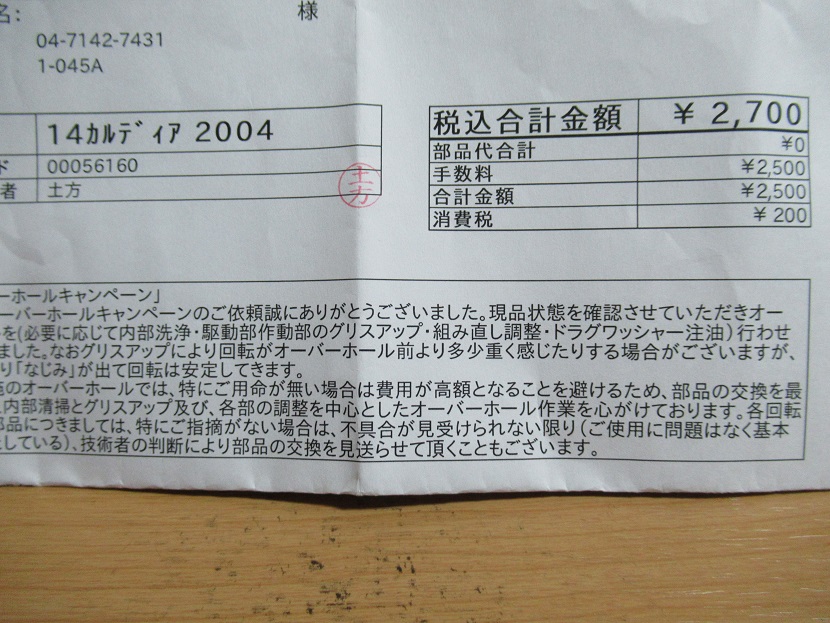 名:
様
04-7142-7431
1-045A
14ｶﾙﾃﾞｨｱ 2004
ド 00056160
者 土方
土方
税込合計金額 ¥ 2,700
部品代合計 ¥0
手数料 ¥2,500
合計金額 ¥2,500
消費税 ¥ 200
ーホールキャンペーン」
ーバーホールキャンペーンのご依頼誠にありがとうございました。現品状態を確認させていただきオー
を(必要に応じて内部洗浄・駆動部作動部のグリスアップ・組み直し調整・ドラグワッシャー注油)行わせ
ました。なおグリスアップにより回転がオーバーホール前より多少重く感じたりする場合がございますが、
り「なじみ」が出て回転は安定してきます。
のオーバーホールでは、特にご用命が無い場合は費用が高額となることを避けるため、部品の交換を最
内部清掃とグリスアップ及び、各部の調整を中心としたオーバーホール作業を心がけております。各回転
部品につきましては、特にご指摘がない場合は、不具合が見受けられない限り(ご使用に問題はなく基本
している)、技術者の判断により部品の交換を見送らせて頂くこともございます。